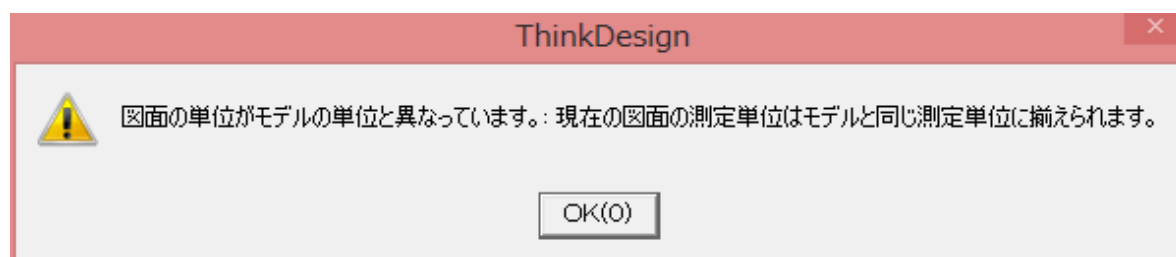 ThinkDesign
図面の単位がモデルの単位と異なっています。: 現在の図面の測定単位はモデルと同じ測定単位に揃えられます。
OK(O)